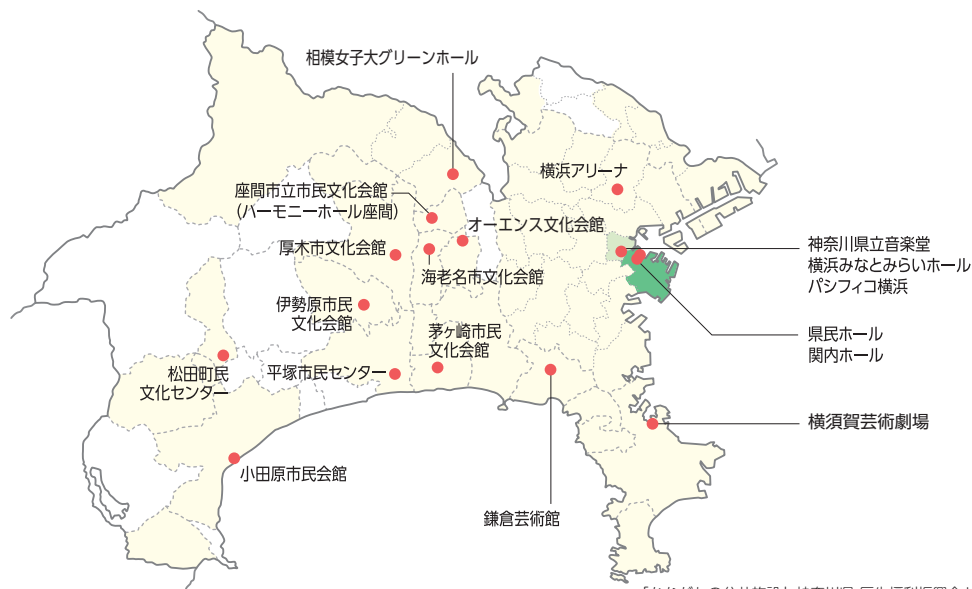 相模女子大グリーンホール
横浜アリーナ
座間市立市民文化会館
（ハーモニーホール座間）
オーエンス文化会館
厚木市文化会館
海老名市文化会館
神奈川県立音楽堂
横浜みなとみらいホール
パシフィコ横浜
伊勢原市民
文化会館
茅ヶ崎市民
文化会館
県民ホール
関内ホール
松田町民
文化センター
平塚市民センター
横須賀芸術劇場
小田原市民会館
鎌倉芸術館